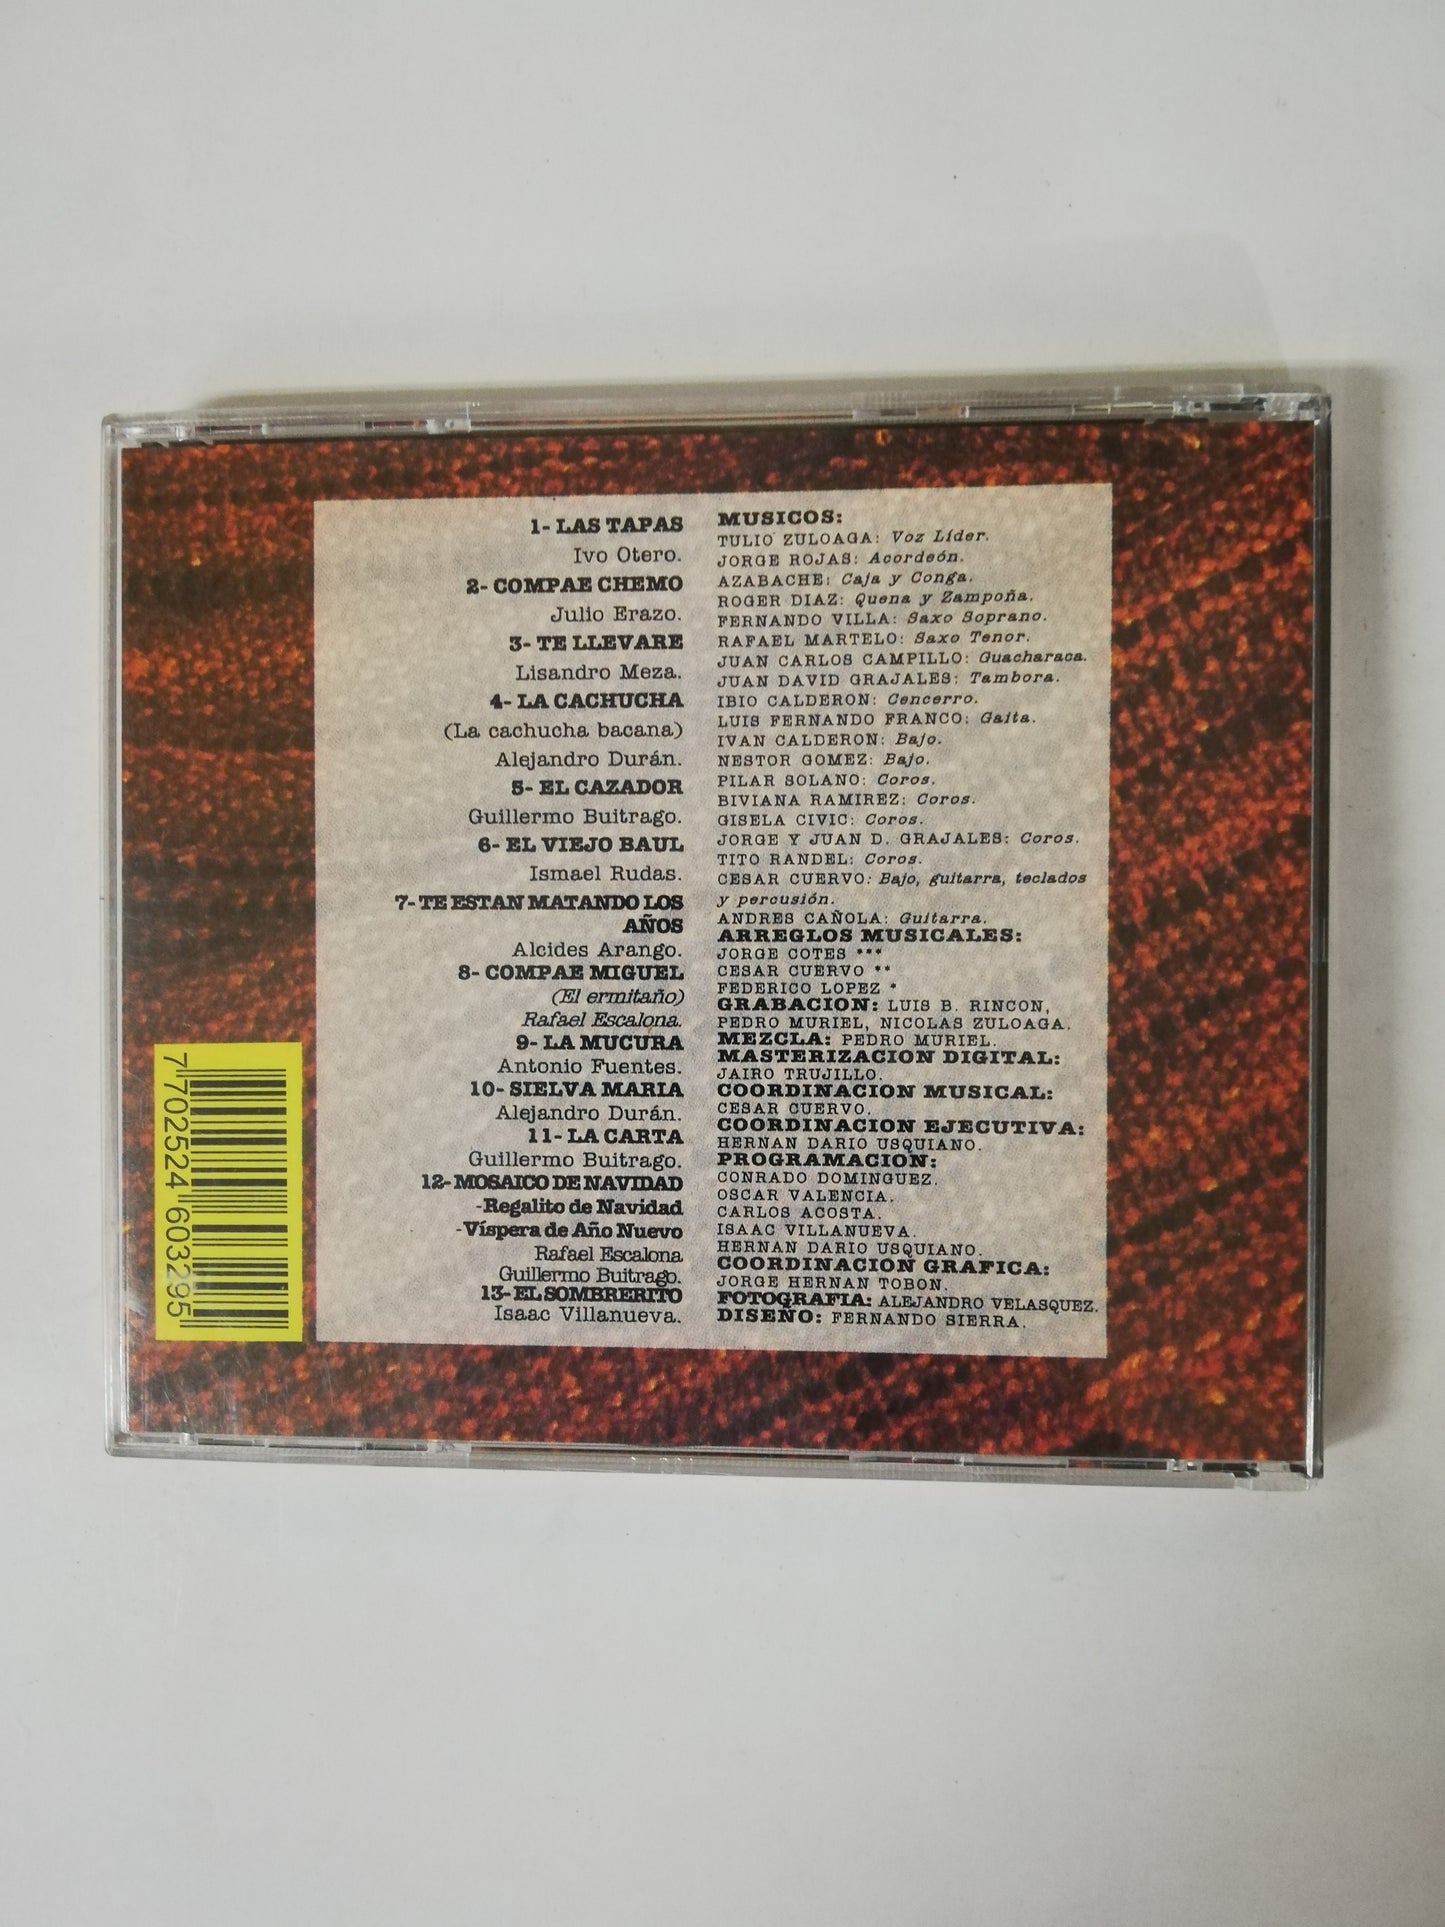 1- LAS TAPAS
Ivo Otero.
2- COMPAE CHEMO
Julio Erazo.
3- TE LLEVARE
Lisandro Meza.
4- LA CACHUCHA
(La cachucha bacana)
Alejandro Durán.
5- EL CAZADOR
Guillermo Buitrago.
6- EL VIEJO BAUL
Ismael Rudas.
7- TE ESTAN MATANDO LOS
AÑOS
Alcides Arango.
8- COMPAE MIGUEL
(El ermitaño)
Rafael Escalona.
9- LA MUCURA
Antonio Fuentes.
10- SIELVA MARIA
Alejandro Durán.
11- LA CARTA
Guillermo Buitrago.
12- MOSAICO DE NAVIDAD
-Regalito de Navidad
-Víspera de Año Nuevo
Rafael Escalona
Guillermo Buitrago.
13- EL SOMBRERITO
Isaac Villanueva.
MUSICOS:
TULIO ZULOAGA: Voz Líder.
JORGE ROJAS: Acordeón.
AZABACHE: Caja y Conga.
ROGER DIAZ: Quena y Zampoña.
FERNANDO VILLA: Saxo Soprano.
RAFAEL MARTELO: Saxo Tenor.
JUAN CARLOS CAMPILLO: Guacharaca.
JUAN DAVID GRAJALES: Tambora.
IBIO CALDERON: Cencerro.
LUIS FERNANDO FRANCO: Gaita.
IVAN CALDERON: Bajo.
NESTOR GOMEZ: Bajo.
PILAR SOLANO: Coros.
BIVIANA RAMIREZ: Coros.
GISELA CIVIC: Coros.
JORGE Y JUAN D. GRAJALES: Coros.
TITO RANDEL: Coros.
CESAR CUERVO: Bajo, guitarra, teclados
y percusión.
ANDRES CAÑOLA: Guitarra.
ARREGLOS MUSICALES:
JORGE COTES ***
CESAR CUERVO **
FEDERICO LOPEZ *
GRABACION: LUIS B. RINCON,
PEDRO MURIEL, NICOLAS ZULOAGA.
MEZCLA: PEDRO MURIEL.
MASTERIZACION DIGITAL:
JAIRO TRUJILLO.
COORDINACION MUSICAL:
CESAR CUERVO.
COORDINACION EJECUTIVA:
HERNAN DARIO USQUIANO.
PROGRAMACION:
CONRADO DOMINGUEZ.
OSCAR VALENCIA.
CARLOS ACOSTA.
ISAAC VILLANUEVA.
HERNAN DARIO USQUIANO.
COORDINACION GRAFICA:
JORGE HERNAN TOBON.
FOTOGRAFIA: ALEJANDRO VELASQUEZ.
DISEÑO: FERNANDO SIERRA.
7 702524 603295